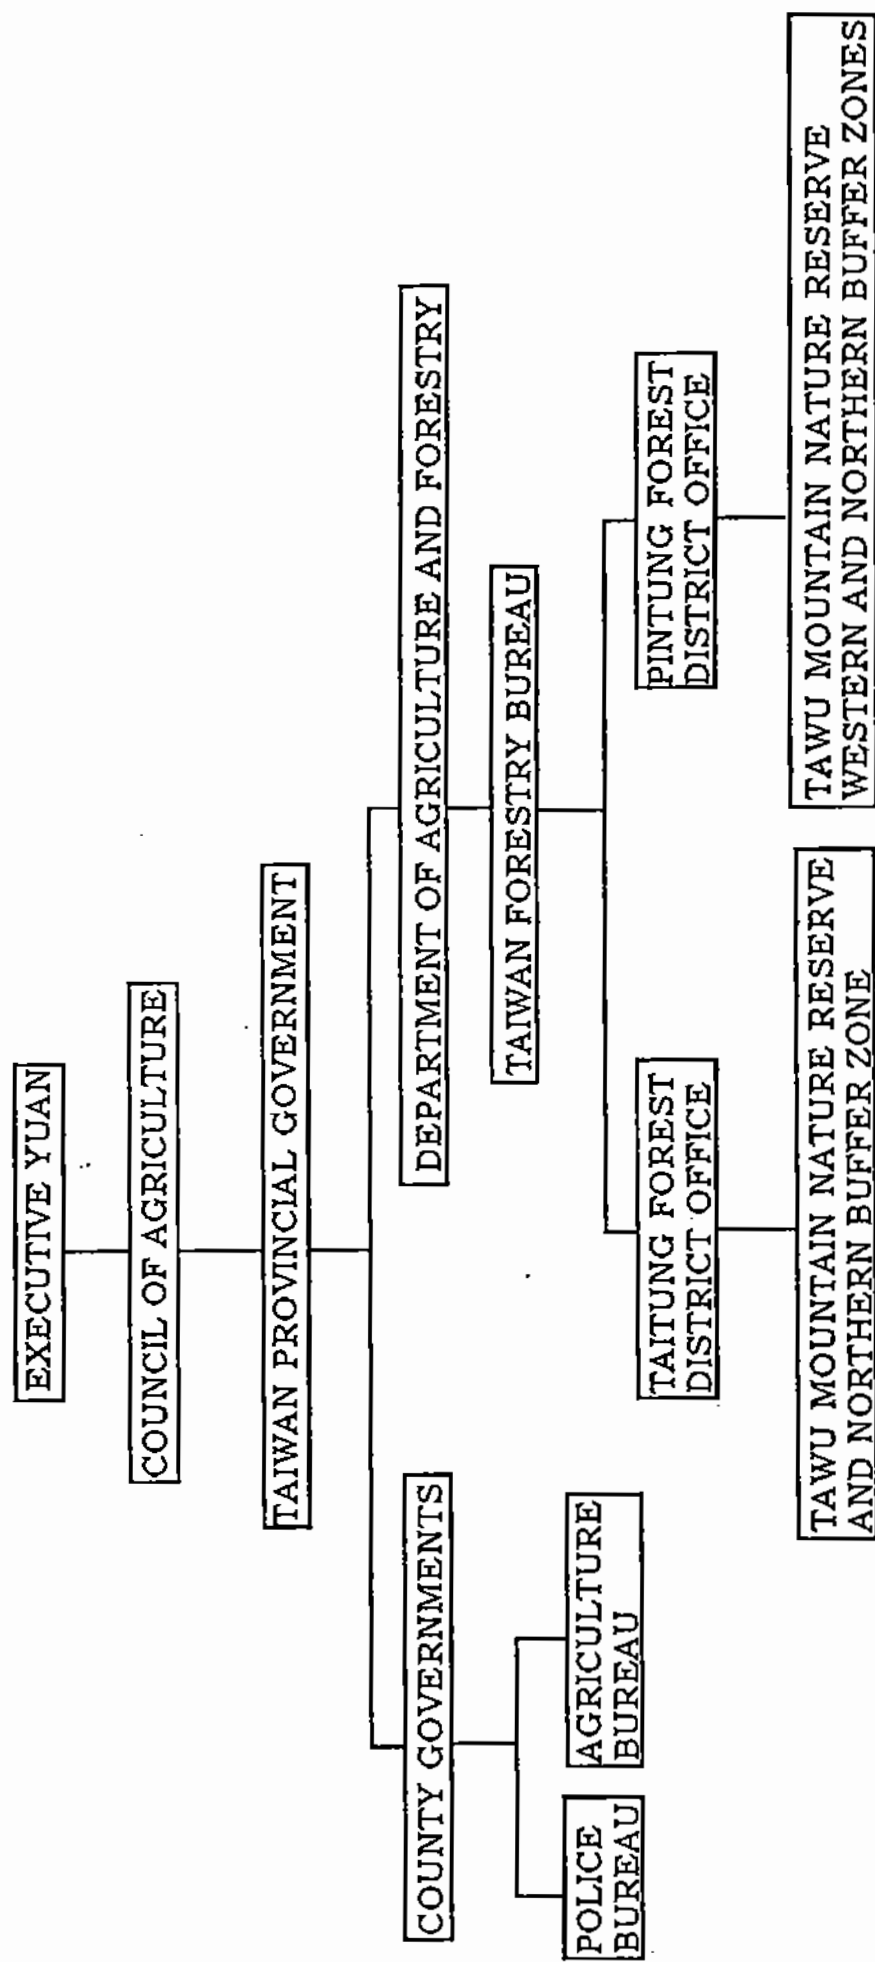 EXECUTIVE YUAN
COUNCIL OF AGRICULTURE
TAIWAN PROVINCIAL GOVERNMENT
COUNTY GOVERNMENTS
DEPARTMENT OF AGRICULTURE AND FORESTRY
POLICE
BUREAU
AGRICULTURE
BUREAU
TAIWAN FORESTRY BUREAU
TAITUNG FOREST
DISTRICT OFFICE
PINTUNG FOREST
DISTRICT OFFICE
TAWU MOUNTAIN NATURE RESERVE
AND NORTHERN BUFFER ZONE
TAWU MOUNTAIN NATURE RESERVE
WESTERN AND NORTHERN BUFFER ZONES